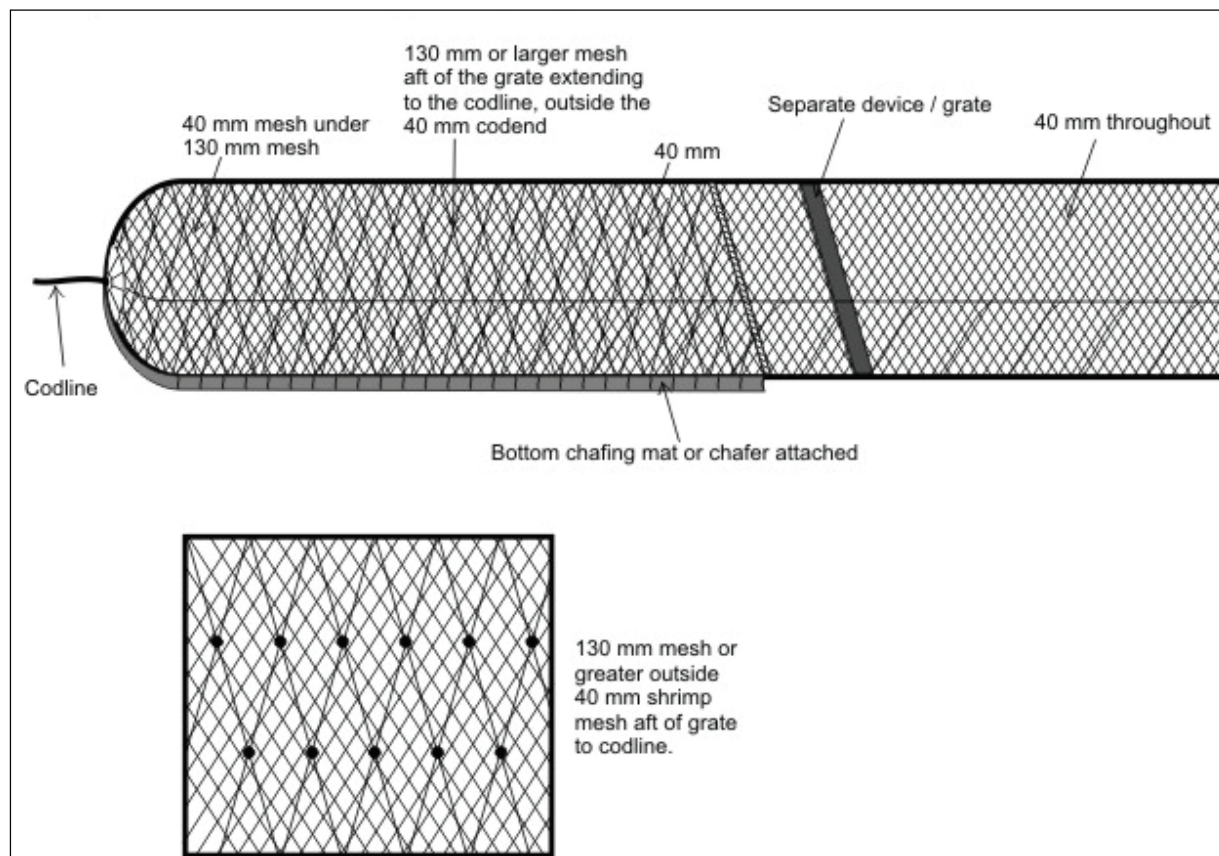 130 mm or larger mesh
aft of the grate extending
to the codline, outside the
40 mm codend
40 mm mesh under
130 mm mesh
40 mm
Separate device / grate
40 mm throughout
Codline
Bottom chafing mat or chafer attached
130 mm mesh or
greater outside
40 mm shrimp
mesh aft of grate
to codline.